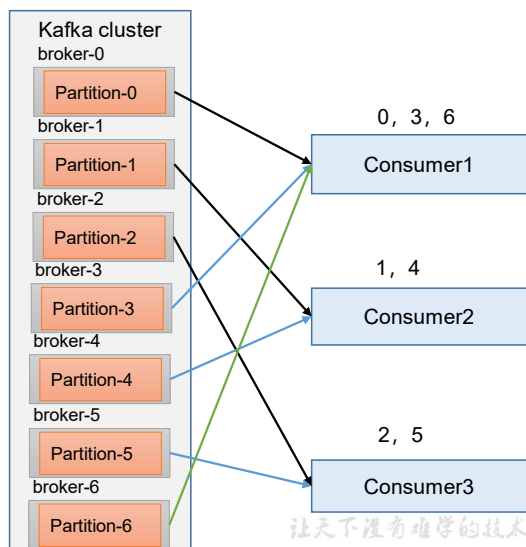 Kafka cluster
broker-0
Partition-0
broker-1
Partition-1
broker-2
Partition-2
broker-3
Partition-3
broker-4
Partition-4
broker-5
Partition-5
broker-6
Partition-6
0，3，6
Consumer1
1，4
Consumer2
2，5
Consumer3
让天下没有难学的技术